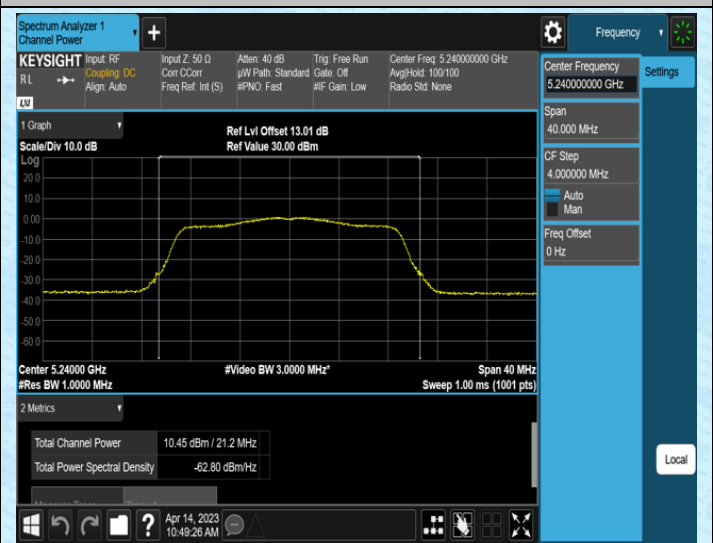 Spectrum Analyzer 1
Channel Power
Frequency
KEYSIGHT
RL
LXI
Input: RF
Coupling: DC
Align: Auto
Input Z: 50 Ω
Corr CCorr
Freq Ref: Int (S)
Atten: 40 dB
µW Path: Standard
#PNO: Fast
Trig: Free Run
Gate: Off
#IF Gain: Low
Center Freq: 5.240000000 GHz
Avg|Hold: 100/100
Radio Std: None
Center Frequency
5.240000000 GHz
Settings
Span
40.000 MHz
CF Step
4.000000 MHz
Auto
Man
Freq Offset
0 Hz
1 Graph
Scale/Div 10.0 dB
Ref Lvl Offset 13.01 dB
Ref Value 30.00 dBm
Log
20.0
10.0
0.00
-10.0
-20.0
-30.0
-40.0
-50.0
-60.0
Center 5.24000 GHz
#Video BW 3.0000 MHz*
Span 40 MHz
#Res BW 1.0000 MHz
Sweep 1.00 ms (1001 pts)
2 Metrics
Total Channel Power 10.45 dBm / 21.2 MHz
Total Power Spectral Density -62.80 dBm/Hz
Local
?
Apr 14, 2023
10:49:26 AM